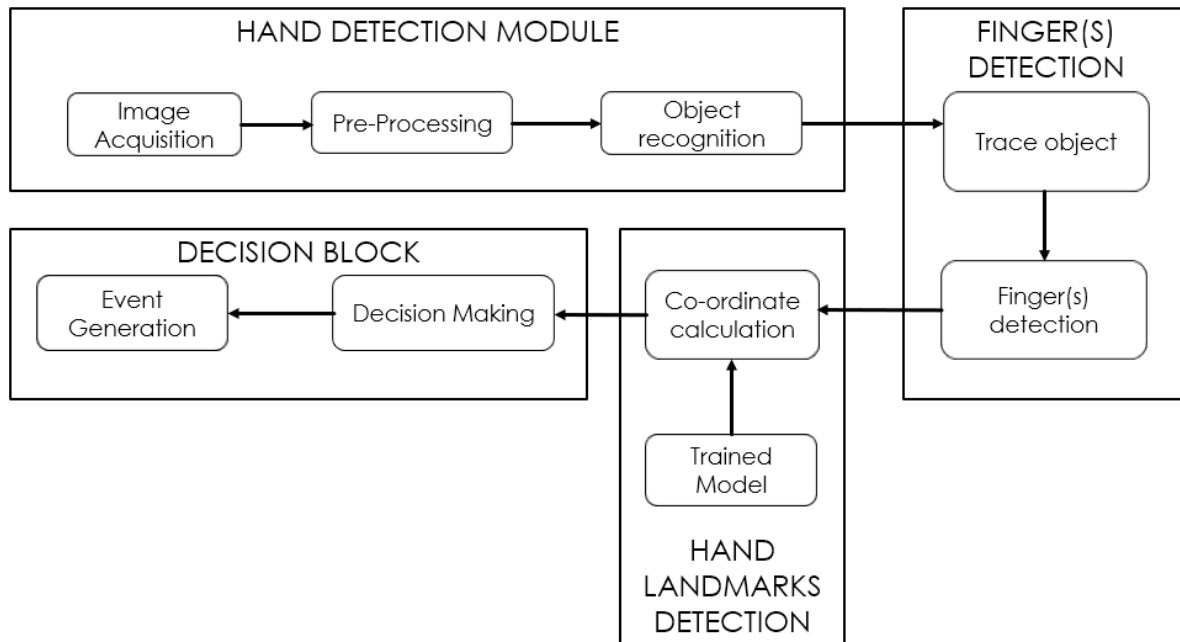 HAND DETECTION MODULE
Image
Acquisition
Pre-Processing
Object
recognition
FINGER(S)
DETECTION
Trace object
Finger(s)
detection
DECISION BLOCK
Event
Generation
Decision Making
Co-ordinate
calculation
Trained
Model
HAND
LANDMARKS
DETECTION